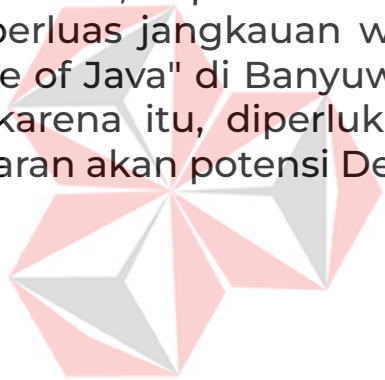 perluas jangkauan w
e of Java" di Banyuw
karena itu, diperluk
aran akan potensi De